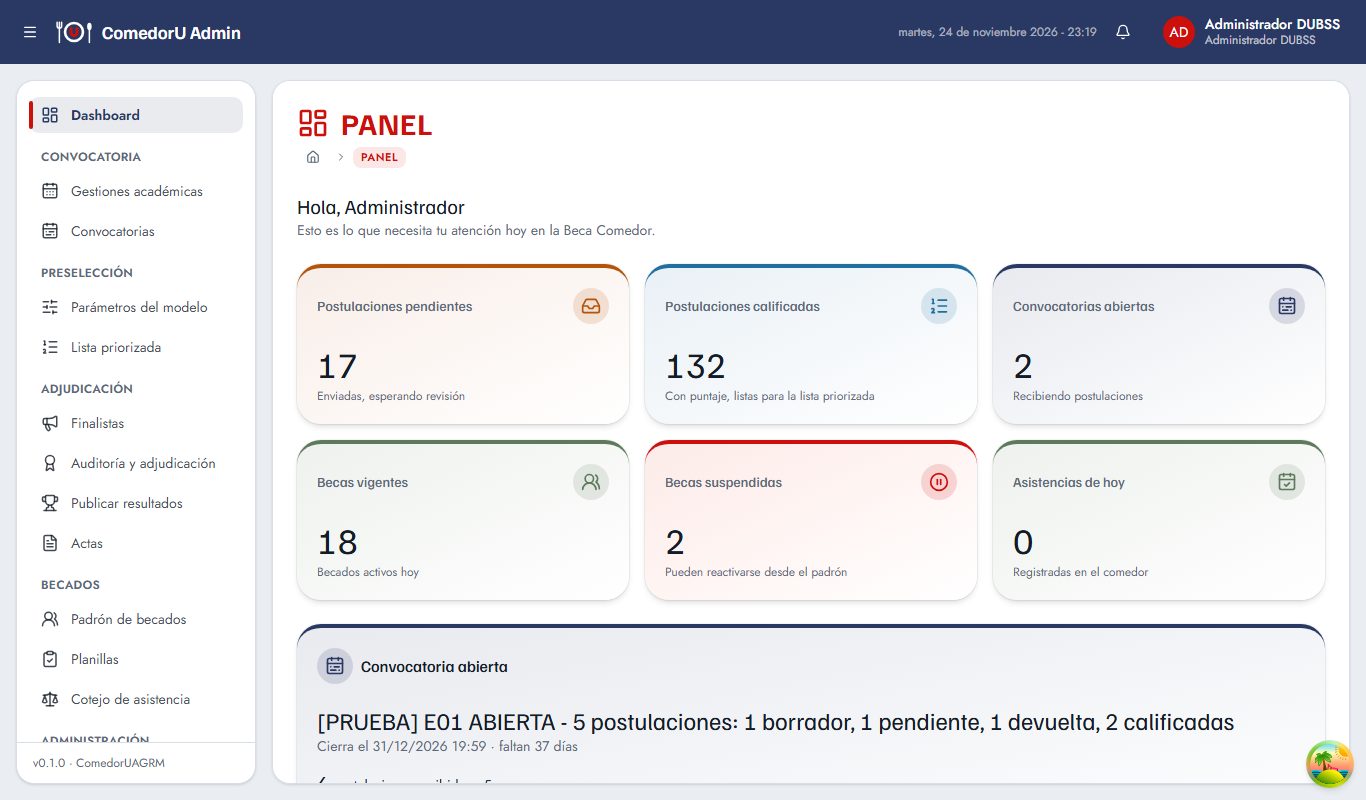 ComedorU Admin
martes, 24 de noviembre 2026 - 23:19
AD
Administrador DUBSS
Administrador DUBSS
Dashboard
CONVOCATORIA
Gestiones académicas
Convocatorias
PRESELECCIÓN
Parámetros del modelo
Lista priorizada
ADJUDICACIÓN
Finalistas
Auditoría y adjudicación
Publicar resultados
Actas
BECADOS
Padrón de becados
Planillas
Cotejo de asistencia
ADMINISTRACIÓN
v0.1.0 · ComedorUAGRM
PANEL
PANEL
Hola, Administrador
Esto es lo que necesita tu atención hoy en la Beca Comedor.
Postulaciones pendientes
17
Enviadas, esperando revisión
Postulaciones calificadas
132
Con puntaje, listas para la lista priorizada
Convocatorias abiertas
2
Recibiendo postulaciones
Becas vigentes
18
Becados activos hoy
Becas suspendidas
2
Pueden reactivarse desde el padrón
Asistencias de hoy
0
Registradas en el comedor
Convocatoria abierta
[PRUEBA] E01 ABIERTA - 5 postulaciones: 1 borrador, 1 pendiente, 1 devuelta, 2 calificadas
Cierra el 31/12/2026 19:59 · faltan 37 días